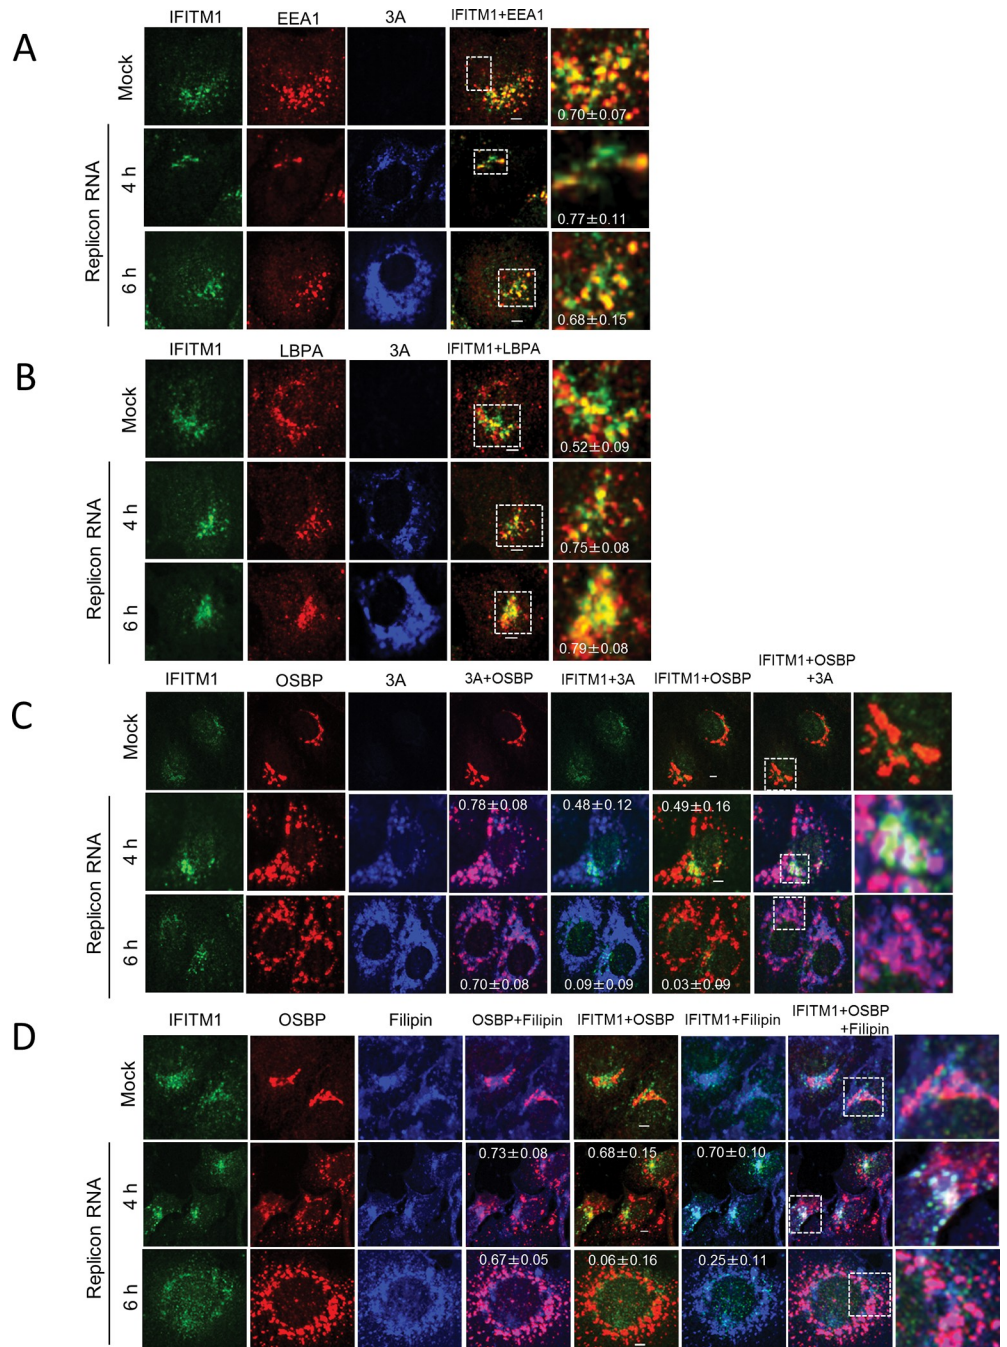 A
IFITM1 EEA1 3A IFITM1+EEA1
Mock
0.70±0.07
Replicon RNA
4 h
0.77±0.11
6 h
0.68±0.15
B
IFITM1 LBPA 3A IFITM1+LBPA
Mock
0.52±0.09
Replicon RNA
4 h
0.75±0.08
6 h
0.79±0.08
C
IFITM1 OSBP 3A 3A+OSBP IFITM1+3A IFITM1+OSBP IFITM1+OSBP
+3A
Mock
Replicon RNA
4 h
0.78±0.08 0.48±0.12 0.49±0.16
6 h
0.70±0.08 0.09±0.09 0.03±0.09
D
IFITM1 OSBP Filipin OSBP+Filipin IFITM1+OSBP IFITM1+Filipin IFITM1+OSBP
+Filipin
Mock
Replicon RNA
4 h
0.73±0.08 0.68±0.15 0.70±0.10
6 h
0.67±0.05 0.06±0.16 0.25±0.11